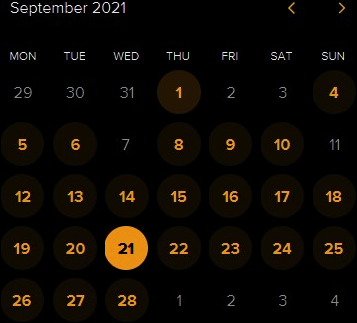 September 2021
MON TUE WED THU FRI SAT SUN
29 30 31 1 2 3 4
5 6 7 8 9 10 11
12 13 14 15 16 17 18
19 20 21 22 23 24 25
26 27 28 1 2 3 4